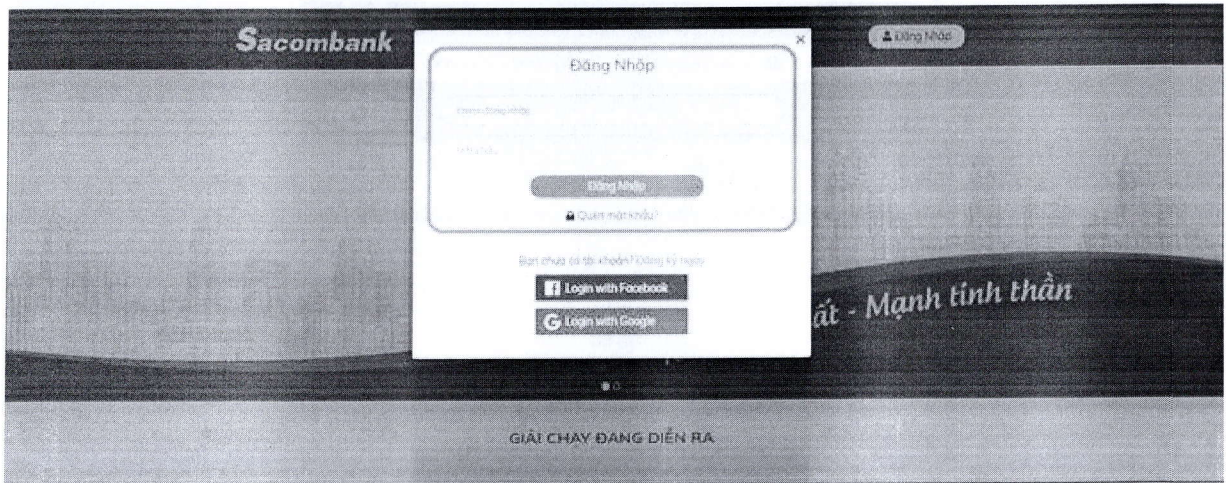 Sacombank
Đăng Nhập
×
Đăng Nhập
Đăng Nhập
Quên mật khẩu?
Bạn chưa có tài khoản? Đăng ký ngay
Login with Facebook
G Login with Google
ất - Mạnh tinh thần
GIẢI CHẠY ĐANG DIỄN RA